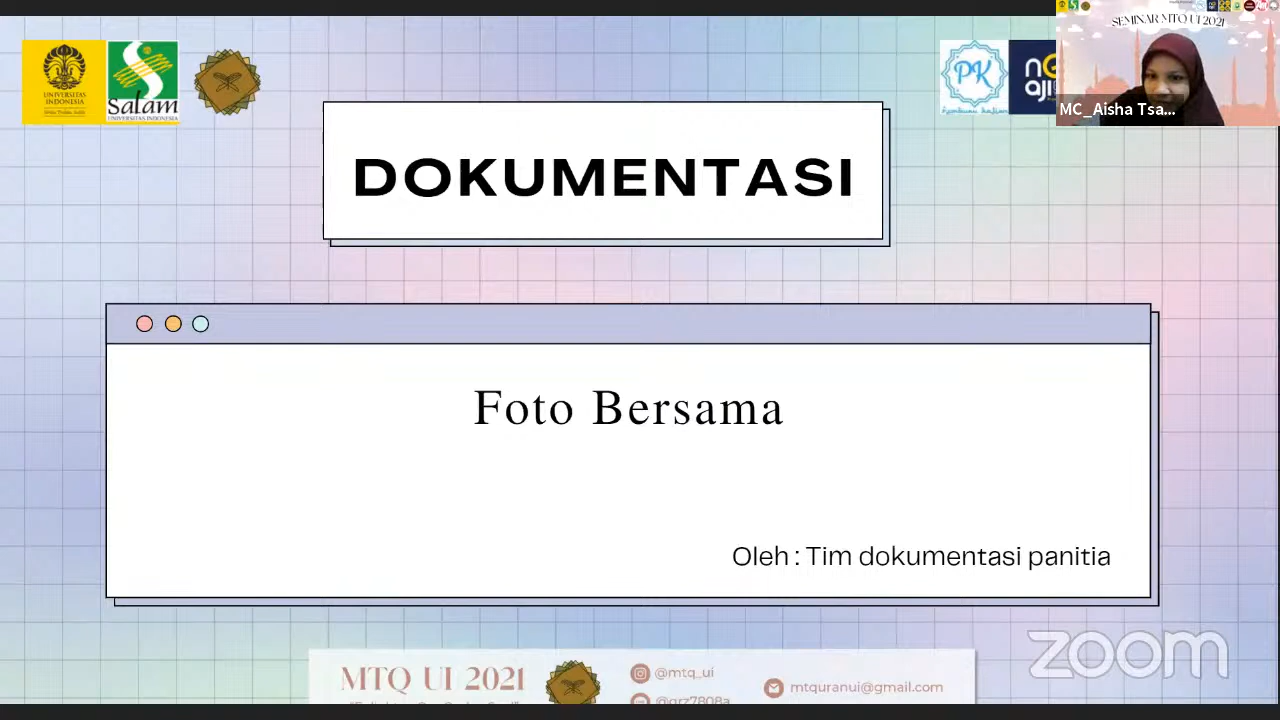 UNIVERSITAS
INDONESIA
Salam
UNIVERSITAS INDONESIA
PK
SEMINAR MTQ UI 2021
MC_Aisha Tsa...
DOKUMENTASI
Foto Bersama
Oleh : Tim dokumentasi panitia
zoom
MTQ UI 2021
@mtq_ui
@qrz7808a
mtquranui@gmail.com